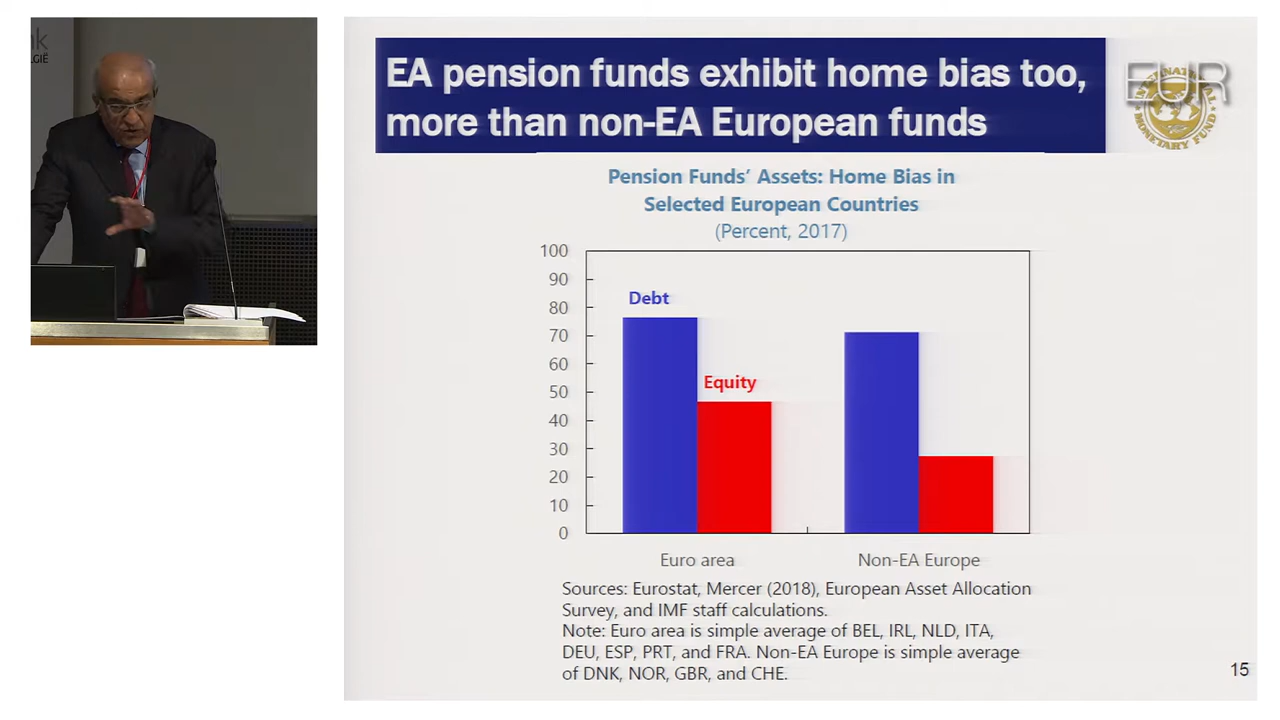 EA pension funds exhibit home bias too,
more than non-EA European funds
EUR
INTERNATIONAL
MONETARY FUND
Pension Funds’ Assets: Home Bias in
Selected European Countries
(Percent, 2017)
100
90
80
70
60
50
40
30
20
10
0
Debt
Equity
Euro area
Non-EA Europe
Sources: Eurostat, Mercer (2018), European Asset Allocation
Survey, and IMF staff calculations.
Note: Euro area is simple average of BEL, IRL, NLD, ITA,
DEU, ESP, PRT, and FRA. Non-EA Europe is simple average
of DNK, NOR, GBR, and CHE.
15